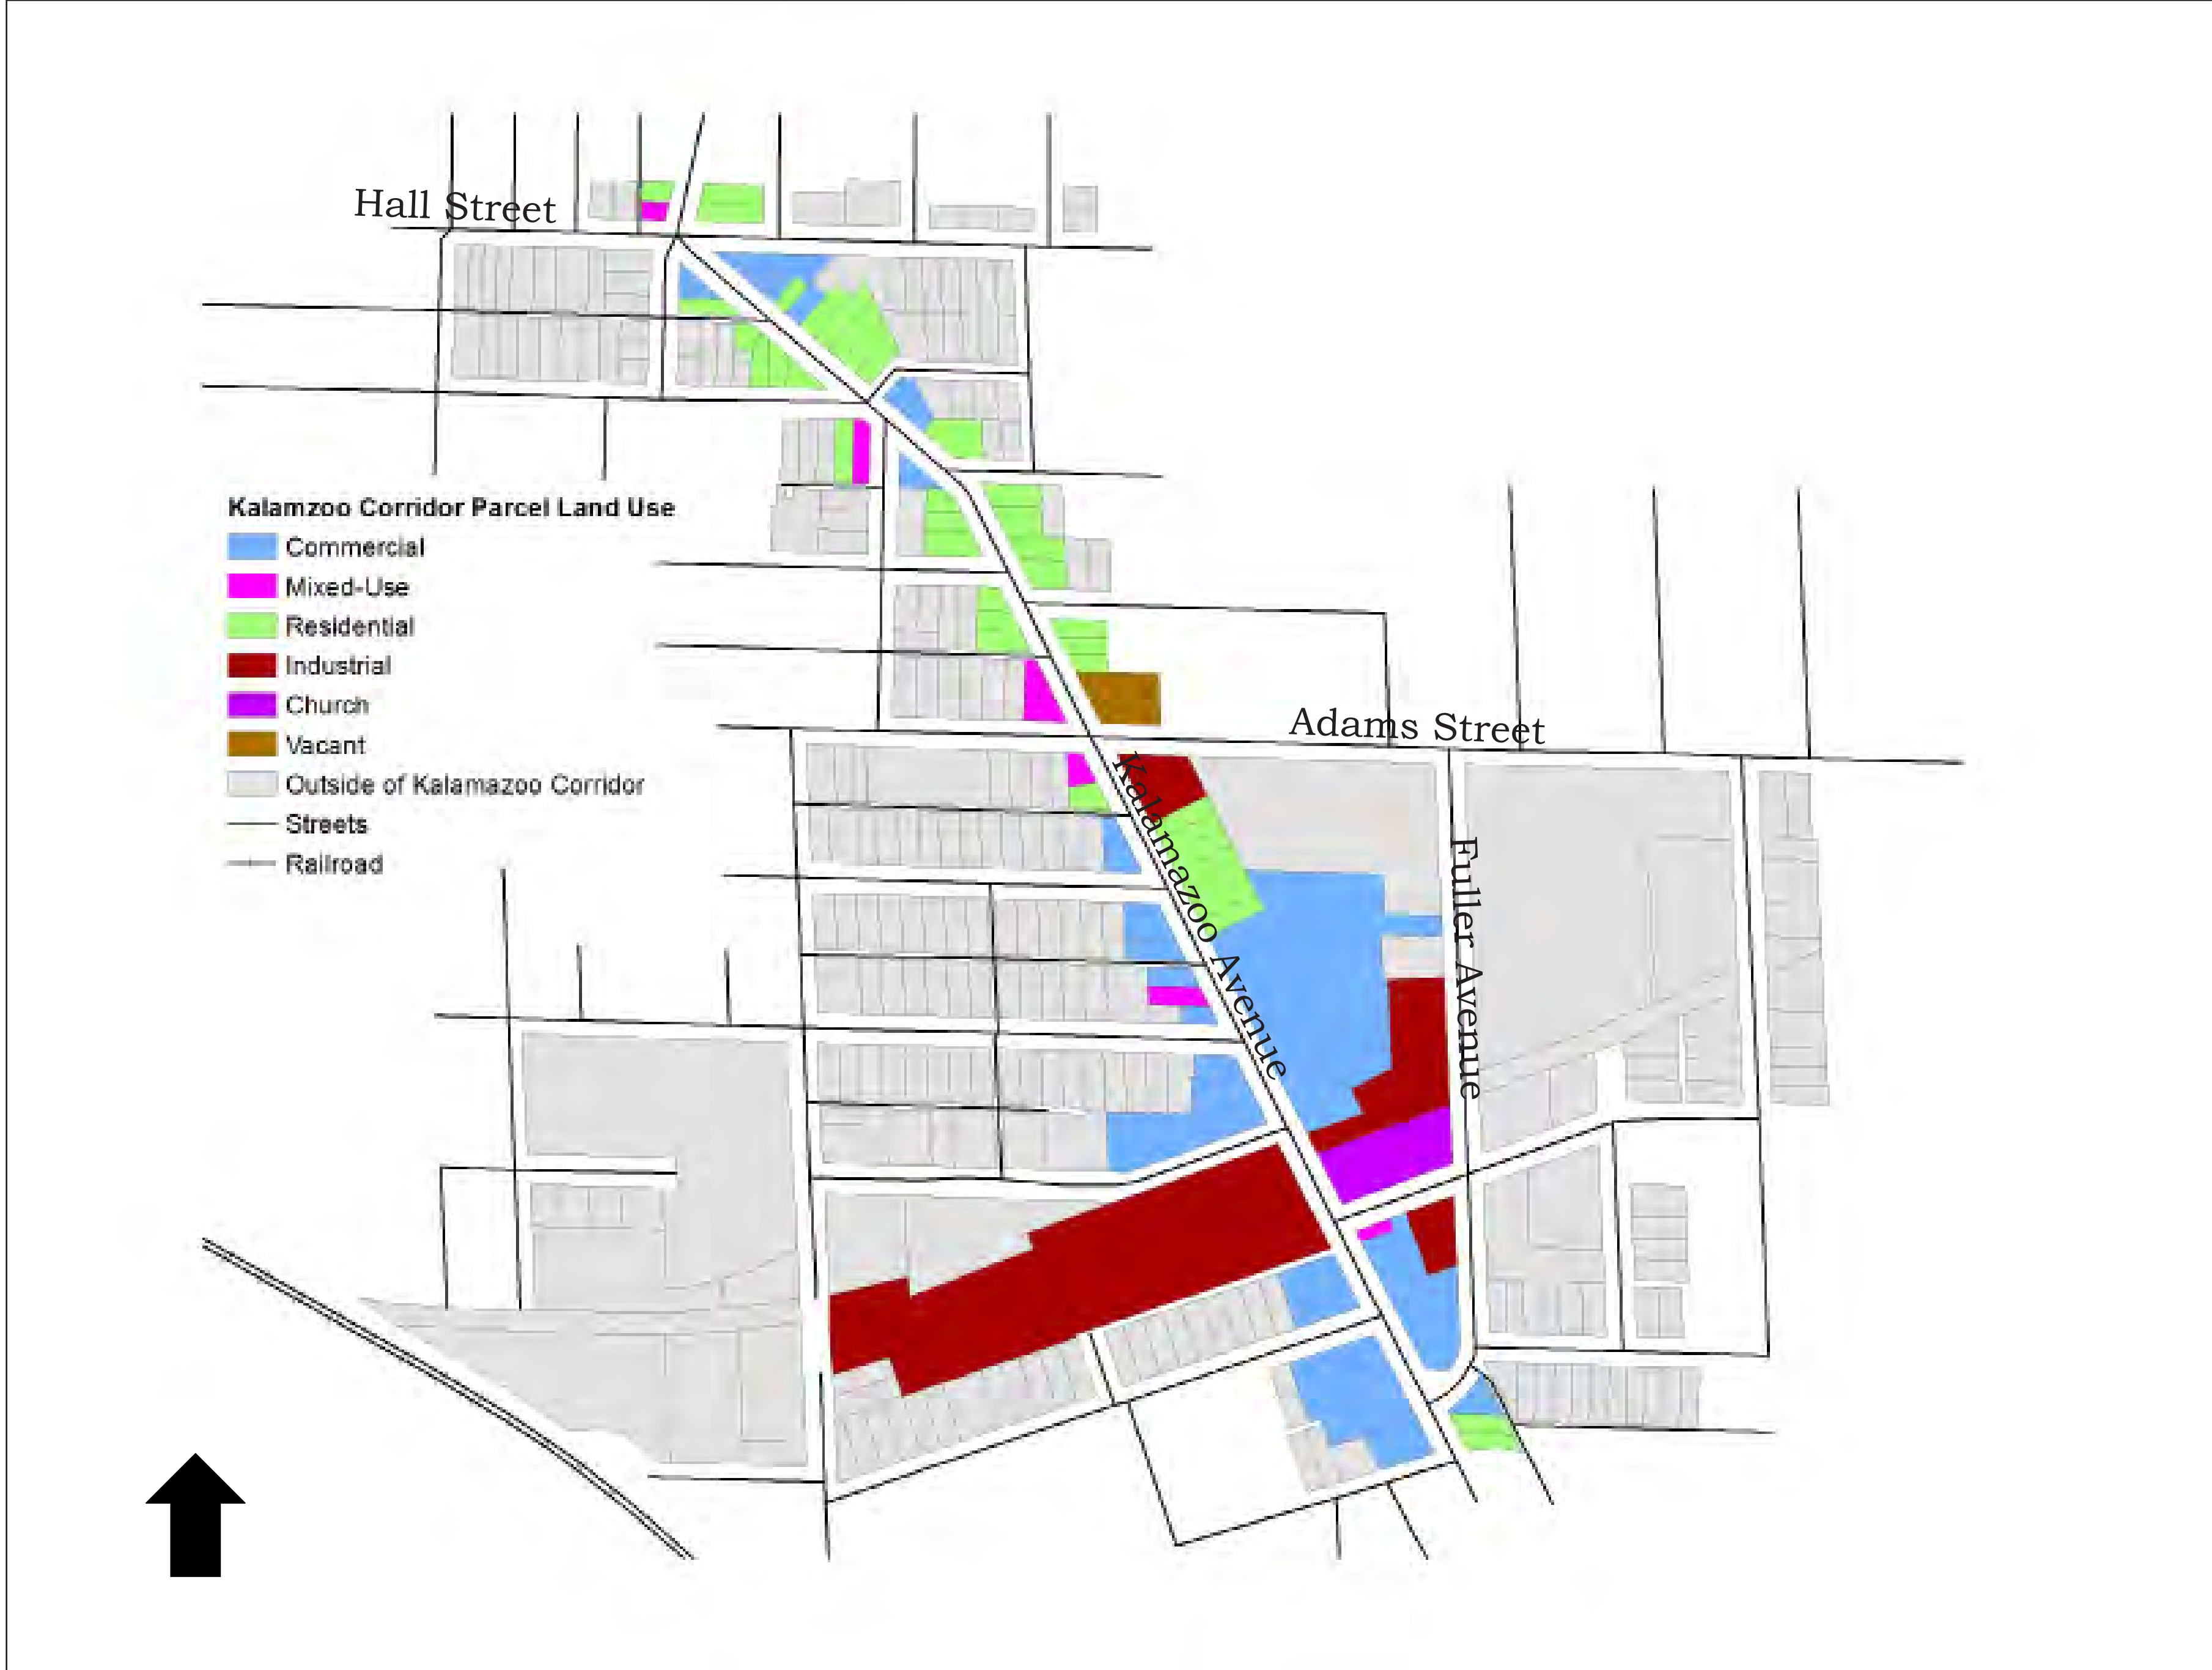 Hall Street
Kalamzoo Corridor Parcel Land Use
Commercial
Mixed-Use
Residential
Industrial
Church
Vacant
Outside of Kalamazoo Corridor
Streets
Railroad
Adams Street
Kalamazoo Avenue
Fuller Avenue